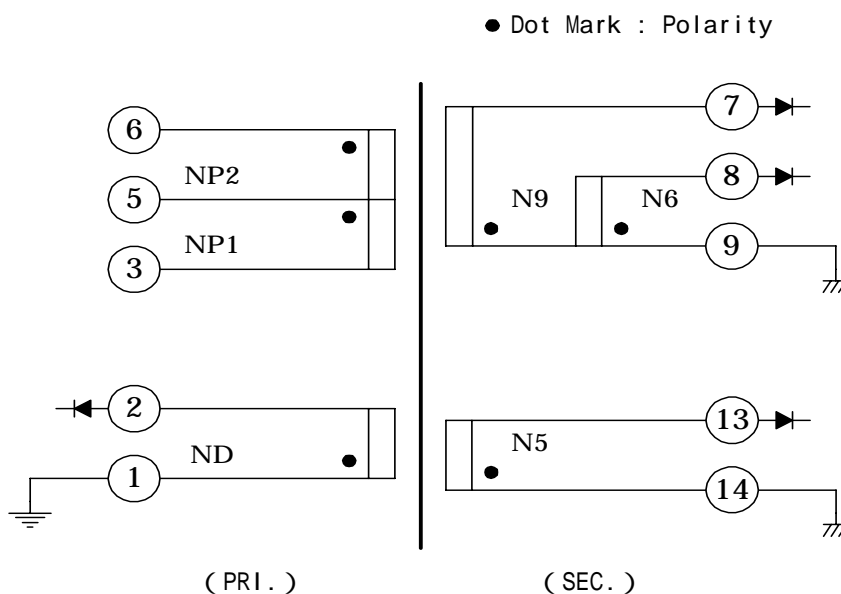 Dot Mark : Polarity
6
NP2
5
NP1
3
2
ND
1
7
8
N9
N6
9
13
N5
14
( PRI. )
( SEC. )